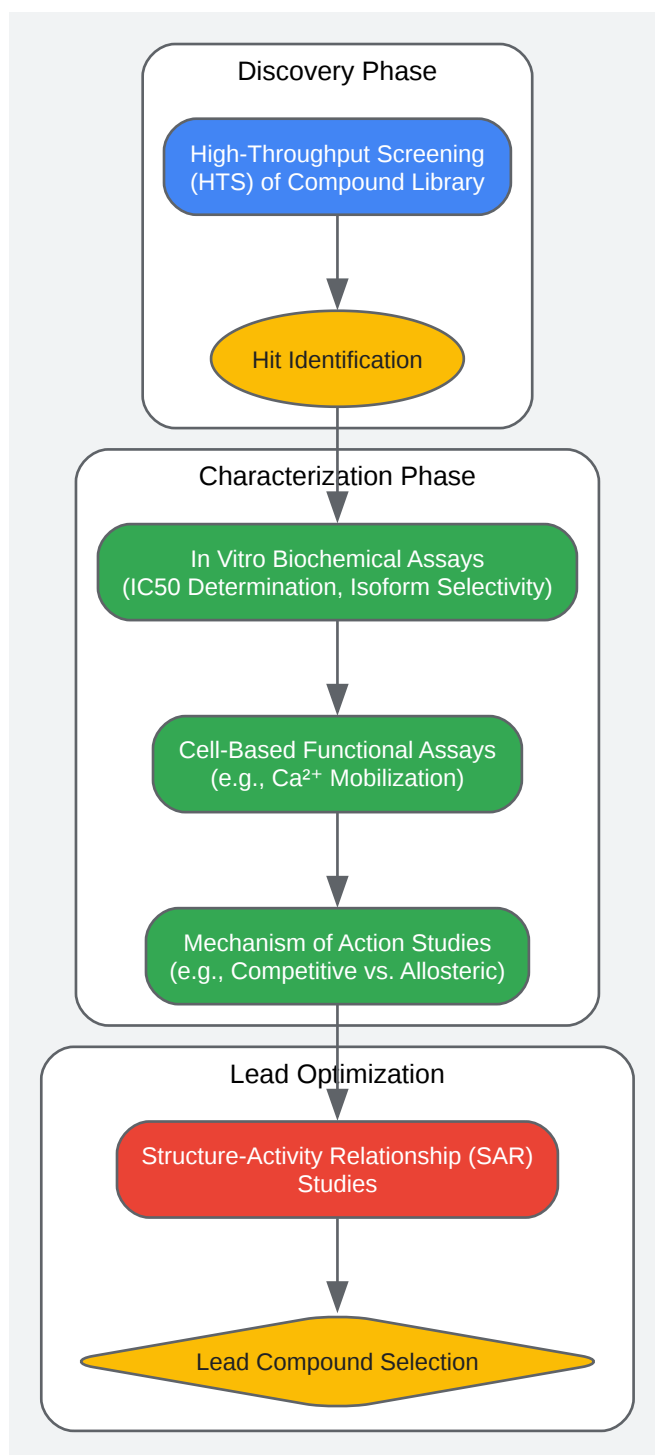 Discovery Phase
High-Throughput Screening
(HTS) of Compound Library
Hit Identification
Characterization Phase
In Vitro Biochemical Assays
(IC50 Determination, Isoform Selectivity)
Cell-Based Functional Assays
(e.g., Ca²⁺ Mobilization)
Mechanism of Action Studies
(e.g., Competitive vs. Allosteric)
Lead Optimization
Structure-Activity Relationship (SAR)
Studies
Lead Compound Selection